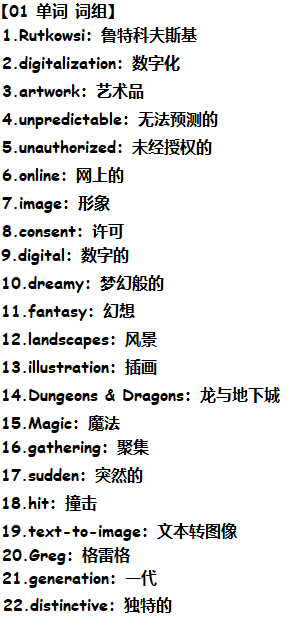 【01 单词 词组】
1.Rutkowsi：鲁特科夫斯基
2.digitalization：数字化
3.artwork：艺术品
4.unpredictable：无法预测的
5.unauthorized：未经授权的
6.online：网上的
7.image：形象
8.consent：许可
9.digital：数字的
10.dreamy：梦幻般的
11.fantasy：幻想
12.landscapes：风景
13.illustration：插画
14.Dungeons & Dragons：龙与地下城
15.Magic：魔法
16.gathering：聚集
17.sudden：突然的
18.hit：撞击
19.text-to-image：文本转图像
20.Greg：格雷格
21.generation：一代
22.distinctive：独特的